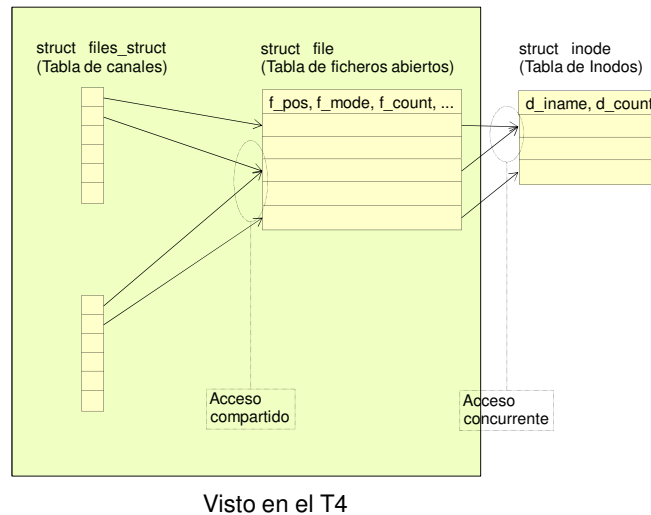 struct files_struct
(Tabla de canales)
struct file
(Tabla de ficheros abiertos)
struct inode
(Tabla de Inodos)
f_pos, f_mode, f_count, ...
d_iname, d_count
Acceso
compartido
Acceso
concurrente
Visto en el T4